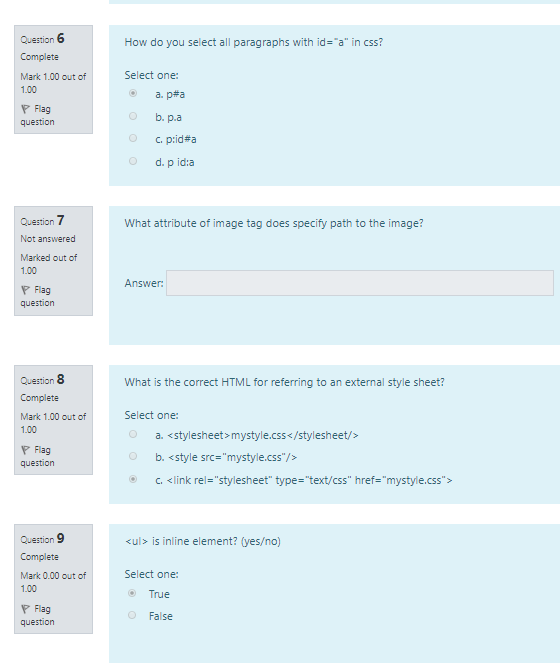 Question 6
Complete
Mark 1.00 out of
1.00
Flag
question
How do you select all paragraphs with id="a" in css?
Select one:
a. p#a
b. p.a
c. p:id#a
d. p id:a
Question 7
Not answered
Marked out of
1.00
Flag
question
What attribute of image tag does specify path to the image?
Answer:
Question 8
Complete
Mark 1.00 out of
1.00
Flag
question
What is the correct HTML for referring to an external style sheet?
Select one:
a. <stylesheet>mystyle.css</stylesheet/>
b. <style src="mystyle.css"/>
c. <link rel="stylesheet" type="text/css" href="mystyle.css">
Question 9
Complete
Mark 0.00 out of
1.00
Flag
question
<ul> is inline element? (yes/no)
Select one:
True
False